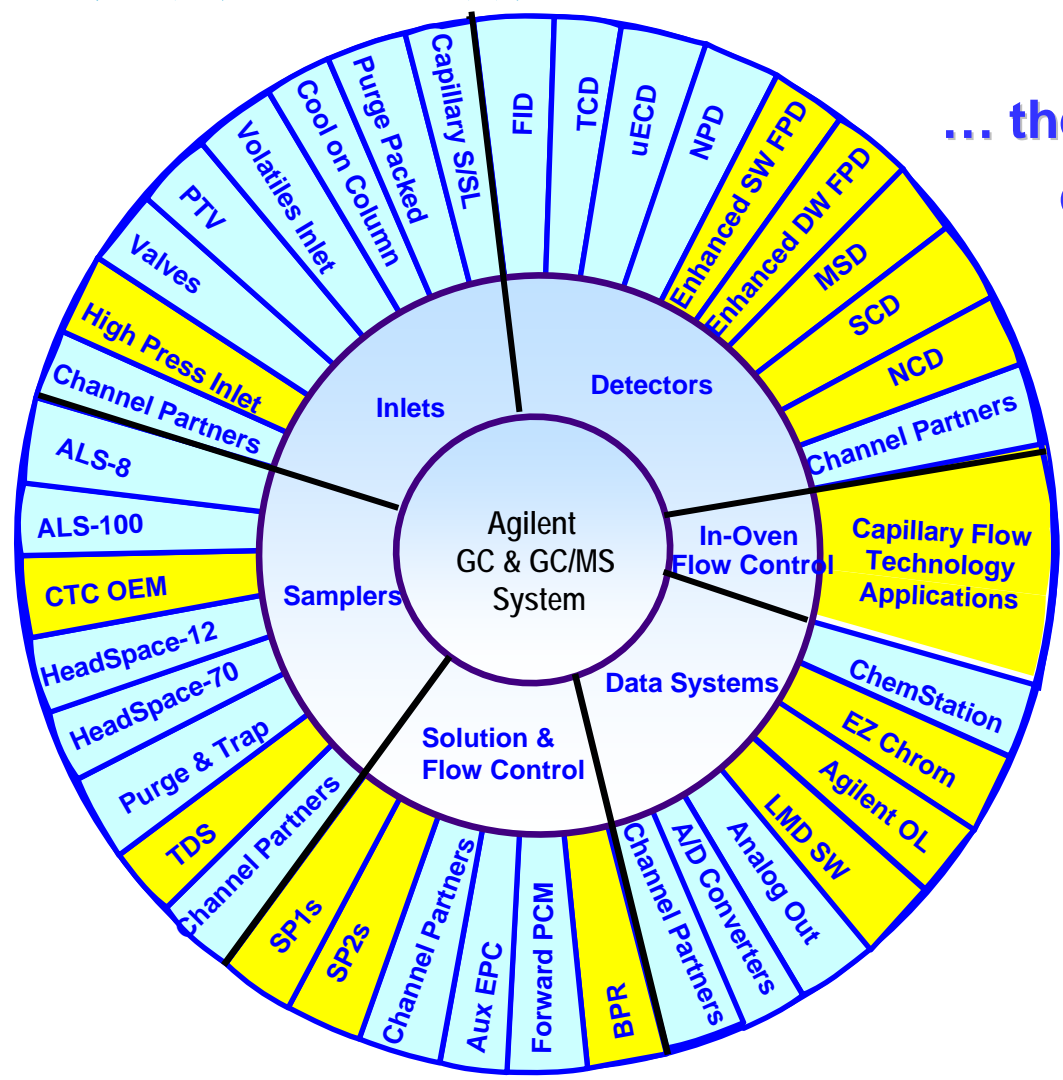 … the
Capillary S/SL
FID
TCD
uECD
NPD
Enhanced SW FPD
Enhanced DW FPD
MSD
SCD
NCD
Channel Partners
Capillary Flow
Technology
Applications
ChemStation
EZ Chrom
Agilent OL
LMD SW
Analog Out
A/D Converters
Channel Partners
BPR
Forward PCM
Aux EPC
Channel Partners
SP2s
SP1s
Channel Partners
TDS
Purge & Trap
HeadSpace-70
HeadSpace-12
CTC OEM
ALS-100
ALS-8
Channel Partners
High Press Inlet
Valves
PTV
Volatiles Inlet
Cool on Column
Purge Packed
Inlets
Detectors
In-Oven
Flow Control
Data Systems
Solution &
Flow Control
Samplers
Agilent
GC & GC/MS
System